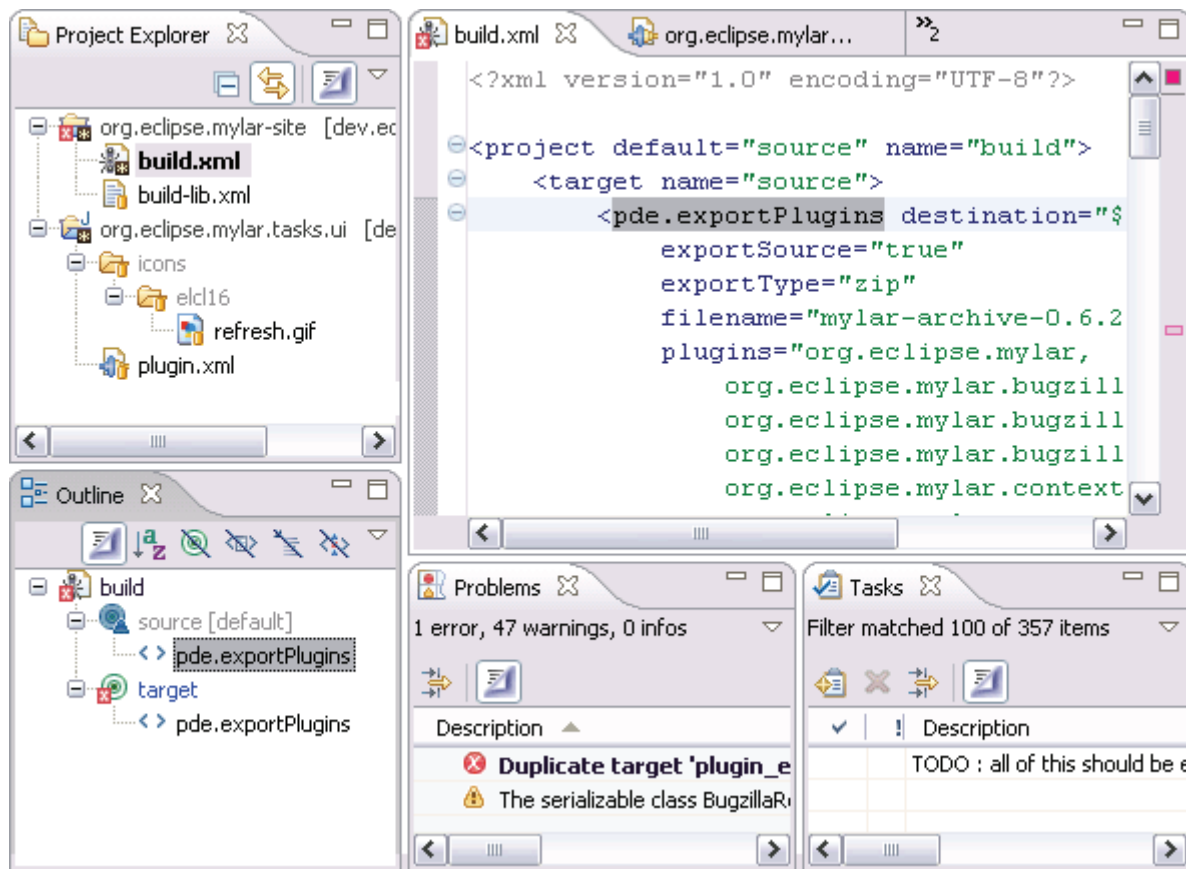 Project Explorer
org.eclipse.mylar-site [dev.ec
build.xml
build-lib.xml
org.eclipse.mylar.tasks.ui [de
icons
elcl16
refresh.gif
plugin.xml
Outline
build
source [default]
pde.exportPlugins
target
pde.exportPlugins
build.xml
org.eclipse.mylar...
»2
<?xml version="1.0" encoding="UTF-8"?>
<project default="source" name="build">
<target name="source">
<pde.exportPlugins destination="$
exportSource="true"
exportType="zip"
filename="mylar-archive-0.6.2
plugins="org.eclipse.mylar,
org.eclipse.mylar.bugzill
org.eclipse.mylar.bugzill
org.eclipse.mylar.bugzill
org.eclipse.mylar.context
Problems
1 error, 47 warnings, 0 infos
Description
Duplicate target 'plugin_e
The serializable class BugzillaR
Tasks
Filter matched 100 of 357 items
! Description
TODO : all of this should be e